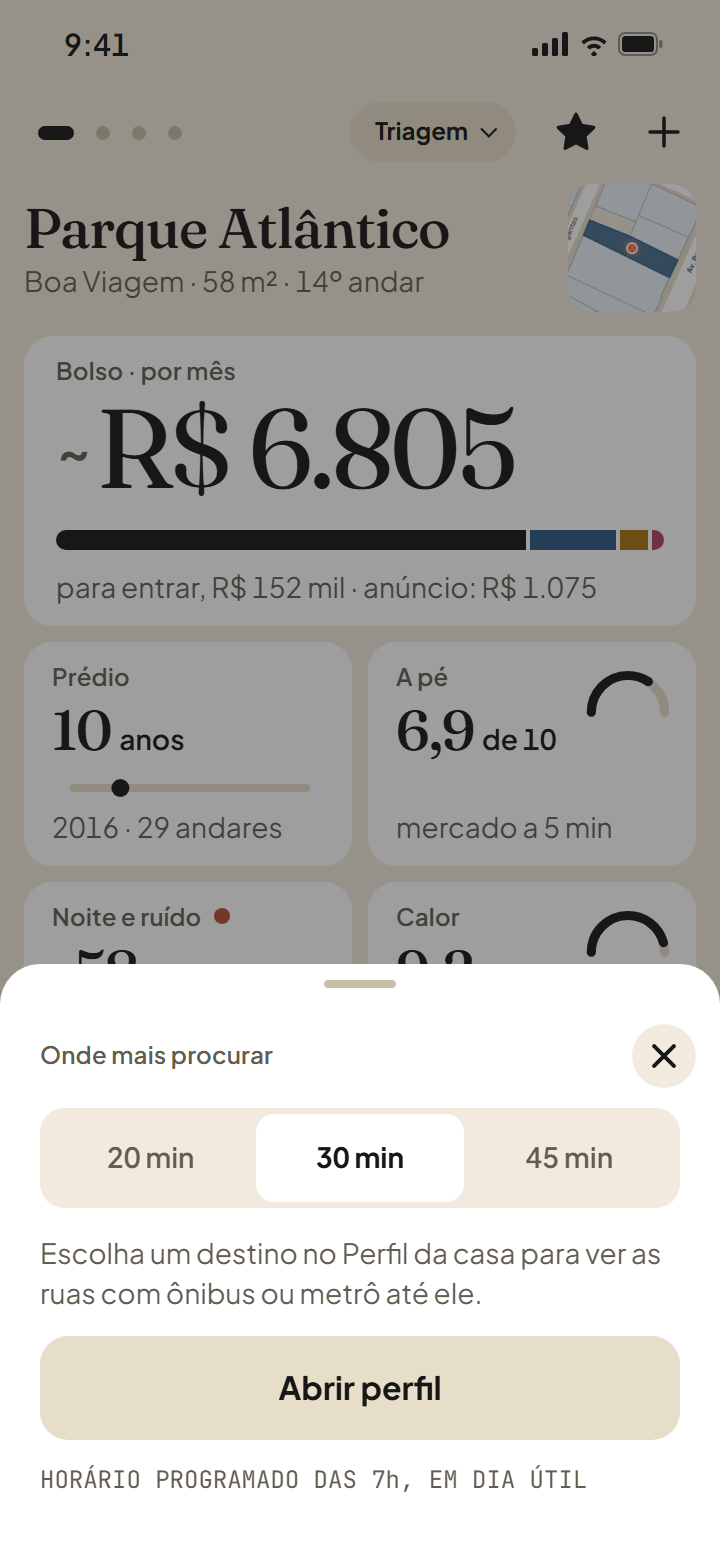 9:41
Triagem
Parque Atlântico
Boa Viagem · 58 m² · 14º andar
Bolso · por mês
~R$ 6.805
para entrar, R$ 152 mil · anúncio: R$ 1.075
Prédio
10 anos
2016 · 29 andares
A pé
6,9 de 10
mercado a 5 min
Noite e ruído
Calor
Onde mais procurar
20 min
30 min
45 min
Escolha um destino no Perfil da casa para ver as
ruas com ônibus ou metrô até ele.
Abrir perfil
HORÁRIO PROGRAMADO DAS 7h, EM DIA ÚTIL